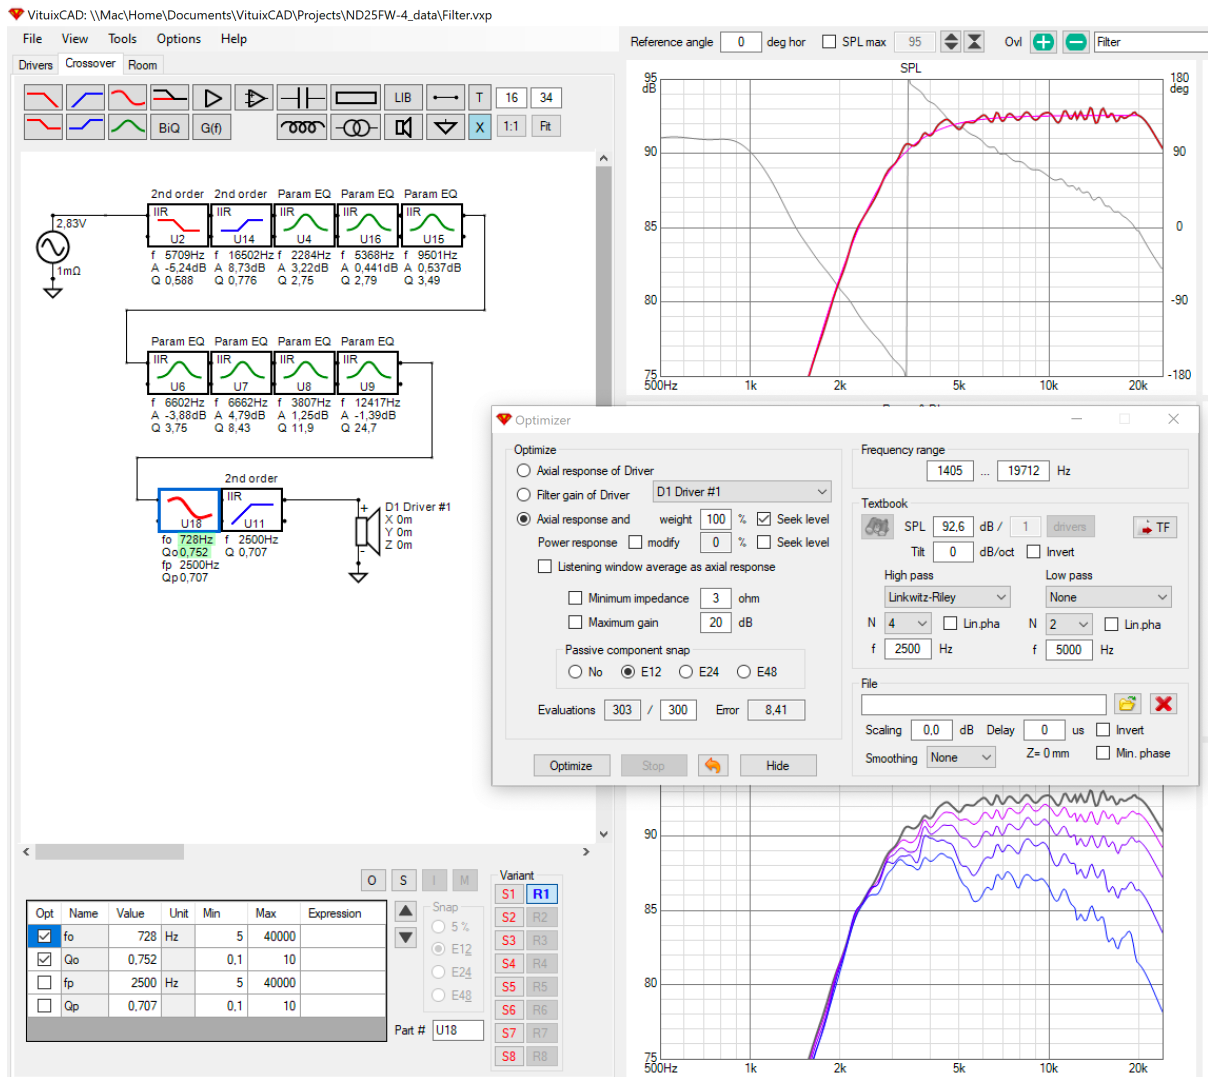 VituixCAD: \\Mac\Home\Documents\VituixCAD\Projects\ND25FW-4_data\Filter.vxp
File View Tools Options Help
Drivers Crossover Room
LIB T 16 34
BiQ G(f) X 1:1 Fit
2,83V
1mΩ
2nd order 2nd order Param EQ Param EQ Param EQ
IIR IIR IIR IIR IIR
U2 U14 U4 U16 U15
f 5709Hz f 16502Hz f 2284Hz f 5368Hz f 9501Hz
A -5,24dB A 8,73dB A 3,22dB A 0,441dB A 0,537dB
Q 0,588 Q 0,776 Q 2,75 Q 2,79 Q 3,49
Param EQ Param EQ Param EQ Param EQ
IIR IIR IIR IIR
U6 U7 U8 U9
f 6602Hz f 6662Hz f 3807Hz f 12417Hz
A -3,88dB A 4,79dB A 1,25dB A -1,39dB
Q 3,75 Q 8,43 Q 11,9 Q 24,7
2nd order
IIR
U18 U11
fo 728Hz f 2500Hz
Qo 0,752 Q 0,707
fp 2500Hz
Qp 0,707
+ D1 Driver #1
X 0m
Y 0m
- Z 0m
O S I M
Opt Name Value Unit Min Max Expression
fo 728 Hz 5 40000
Qo 0,752 0,1 10
fp 2500 Hz 5 40000
Qp 0,707 0,1 10
Snap
5 %
E12
E24
E48
Part # U18
Variant
S1 R1
S2 R2
S3 R3
S4 R4
S5 R5
S6 R6
S7 R7
S8 R8
Reference angle 0 deg hor SPL max 95 Ovl Filter
SPL
95 180
dB deg
90 90
85 0
80 -90
75 -180
500Hz 1k 2k 5k 10k 20k
Optimizer
Optimize
Axial response of Driver
Filter gain of Driver D1 Driver #1
Axial response and weight 100 % Seek level
Power response modify 0 % Seek level
Listening window average as axial response
Minimum impedance 3 ohm
Maximum gain 20 dB
Passive component snap
No E12 E24 E48
Evaluations 303 / 300 Error 8,41
Optimize Stop Hide
Frequency range
1405 ... 19712 Hz
Textbook
SPL 92,6 dB / 1 drivers TF
Tilt 0 dB/oct Invert
High pass Low pass
Linkwitz-Riley None
N 4 Lin.pha N 2 Lin.pha
f 2500 Hz f 5000 Hz
File
Scaling 0,0 dB Delay 0 us Invert
Smoothing None Z= 0 mm Min. phase
90
85
80
75
500Hz 1k 2k 5k 10k 20k